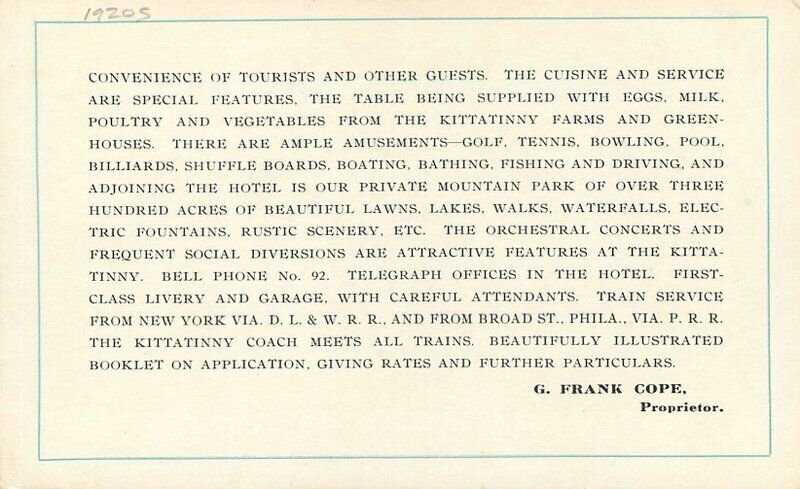 1920S
CONVENIENCE OF TOURISTS AND OTHER GUESTS. THE CUISINE AND SERVICE
ARE SPECIAL FEATURES, THE TABLE BEING SUPPLIED WITH EGGS, MILK,
POULTRY AND VEGETABLES FROM THE KITTATINNY FARMS AND GREEN-
HOUSES. THERE ARE AMPLE AMUSEMENTS—GOLF, TENNIS, BOWLING, POOL,
BILLIARDS, SHUFFLE BOARDS, BOATING, BATHING, FISHING AND DRIVING, AND
ADJOINING THE HOTEL IS OUR PRIVATE MOUNTAIN PARK OF OVER THREE
HUNDRED ACRES OF BEAUTIFUL LAWNS, LAKES, WALKS, WATERFALLS, ELEC-
TRIC FOUNTAINS, RUSTIC SCENERY, ETC. THE ORCHESTRAL CONCERTS AND
FREQUENT SOCIAL DIVERSIONS ARE ATTRACTIVE FEATURES AT THE KITTA-
TINNY. BELL PHONE No. 92. TELEGRAPH OFFICES IN THE HOTEL. FIRST-
CLASS LIVERY AND GARAGE, WITH CAREFUL ATTENDANTS. TRAIN SERVICE
FROM NEW YORK VIA. D. L. & W. R. R., AND FROM BROAD ST., PHILA., VIA. P. R. R.
THE KITTATINNY COACH MEETS ALL TRAINS. BEAUTIFULLY ILLUSTRATED
BOOKLET ON APPLICATION, GIVING RATES AND FURTHER PARTICULARS.
G. FRANK COPE,
Proprietor.